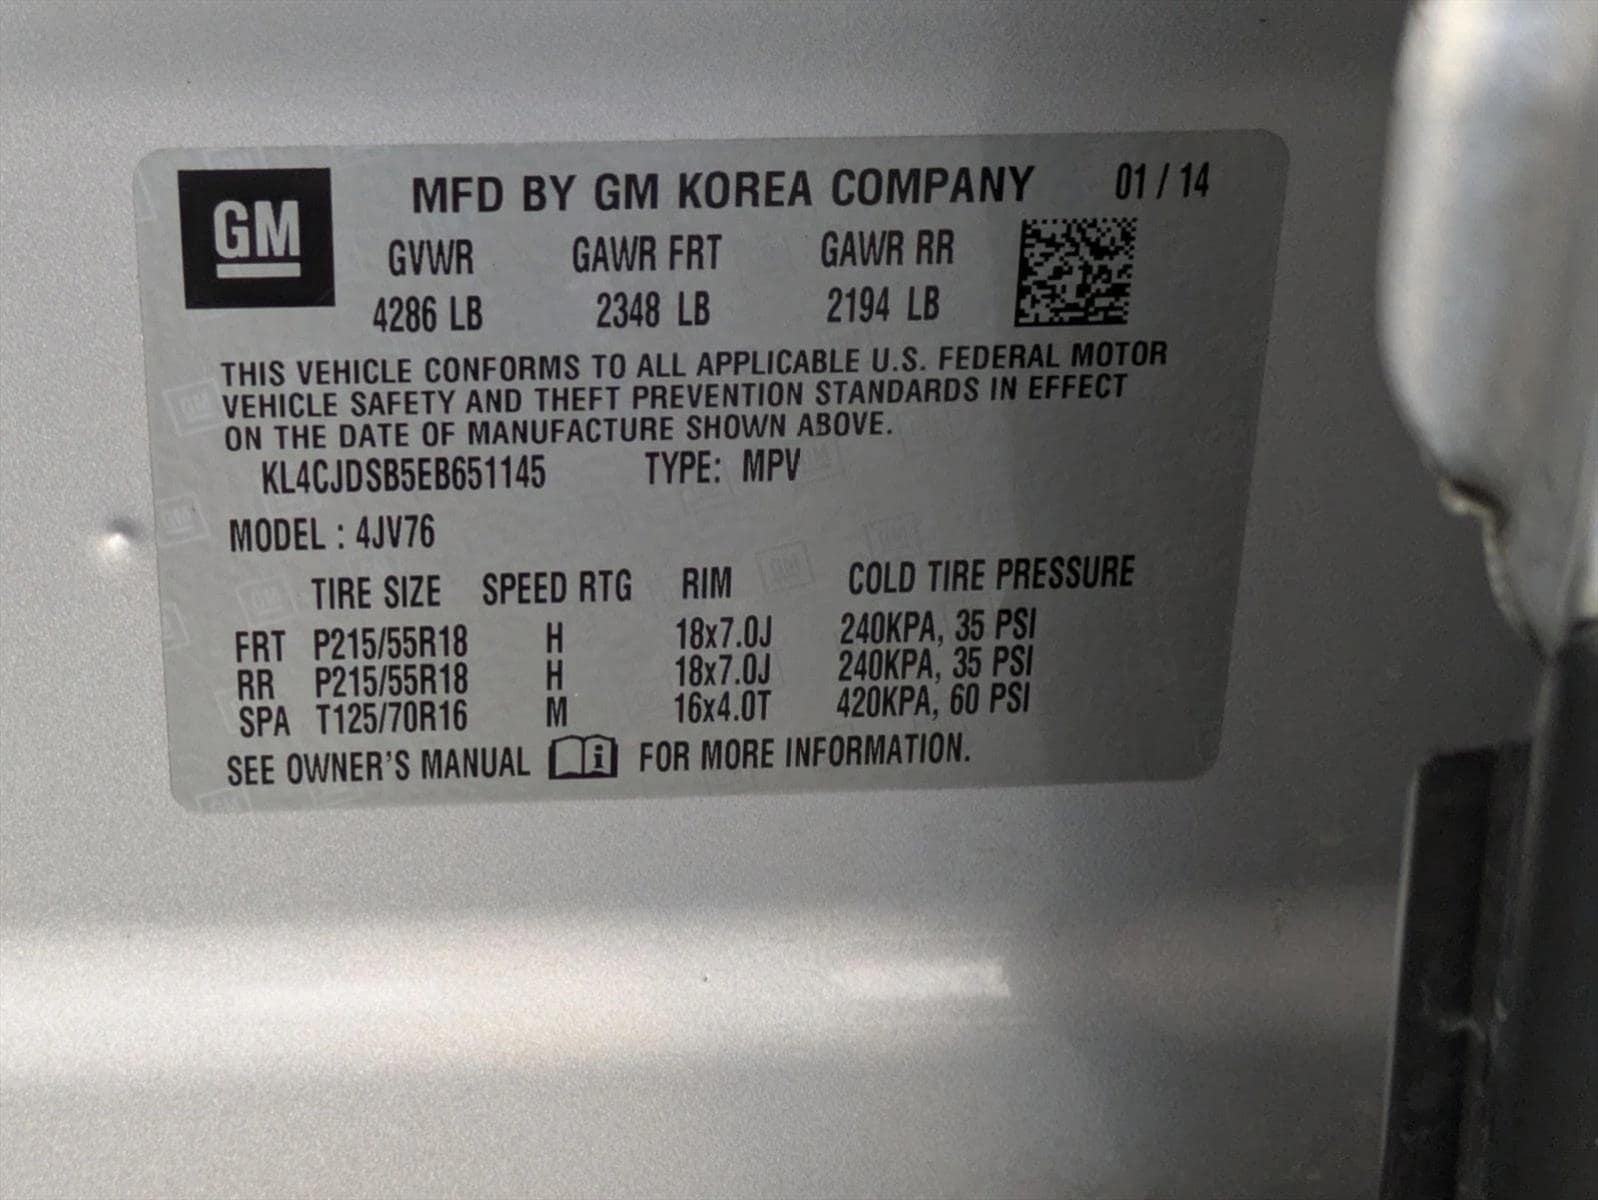 GM
MFD BY GM KOREA COMPANY 01 / 14
GVWR GAWR FRT GAWR RR
4286 LB 2348 LB 2194 LB
THIS VEHICLE CONFORMS TO ALL APPLICABLE U.S. FEDERAL MOTOR
VEHICLE SAFETY AND THEFT PREVENTION STANDARDS IN EFFECT
ON THE DATE OF MANUFACTURE SHOWN ABOVE.
KL4CJDSB5EB651145 TYPE: MPV
MODEL : 4JV76
TIRE SIZE SPEED RTG RIM COLD TIRE PRESSURE
FRT P215/55R18 H 18x7.0J 240KPA, 35 PSI
RR P215/55R18 H 18x7.0J 240KPA, 35 PSI
SPA T125/70R16 M 16x4.0T 420KPA, 60 PSI
SEE OWNER'S MANUAL i FOR MORE INFORMATION.